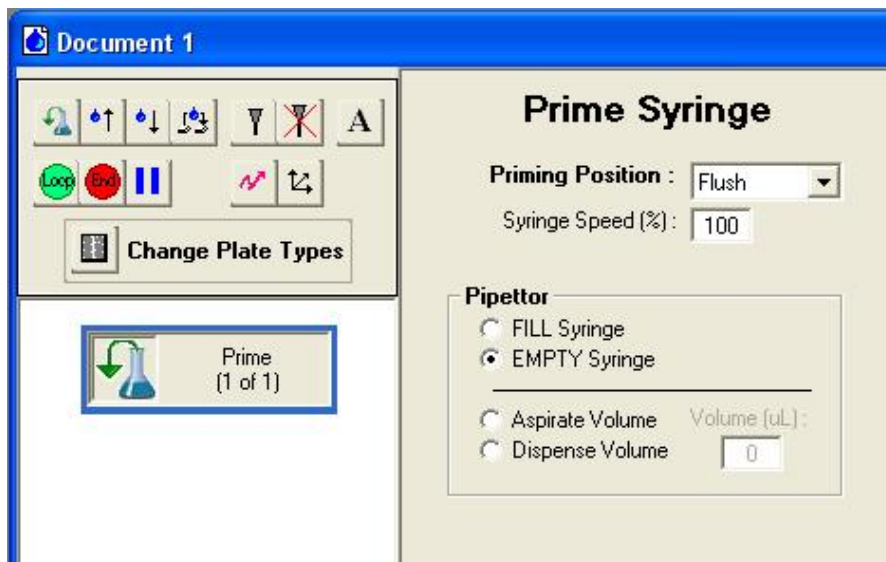 Document 1
A
Loop End
Change Plate Types
Prime
(1 of 1)
Prime Syringe
Priming Position : Flush
Syringe Speed (%) : 100
Pipettor
FILL Syringe
EMPTY Syringe
Aspirate Volume Volume (uL) :
Dispense Volume 0